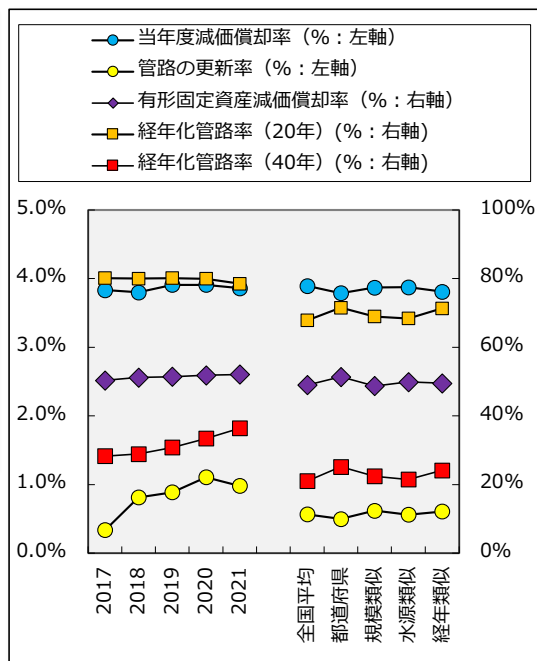 当年度減価償却率（%：左軸）
管路の更新率（%：左軸）
有形固定資産減価償却率（%：右軸）
経年化管路率（20年）(%：右軸)
経年化管路率（40年）(%：右軸)
5.0% 100%
4.0% 80%
3.0% 60%
2.0% 40%
1.0% 20%
0.0% 0%
2017
2018
2019
2020
2021
全国平均
都道府県
規模類似
水源類似
経年類似